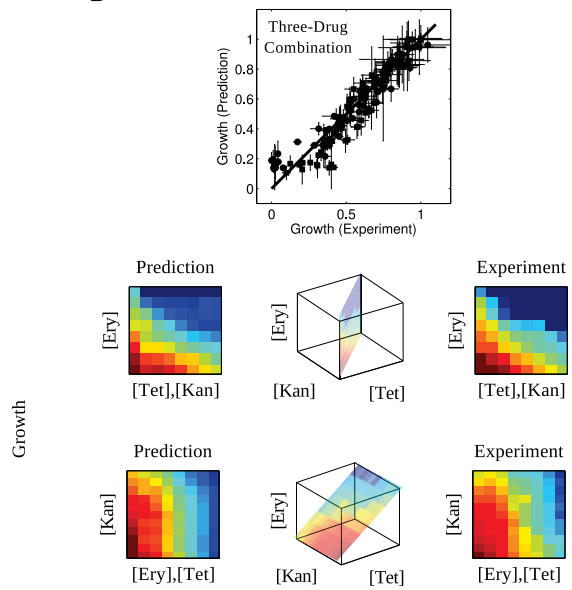 Three-Drug
Combination
Growth (Prediction)
1
0.8
0.6
0.4
0.2
0
0
0.5
1
Growth (Experiment)
Prediction
Experiment
[Ery]
[Ery]
[Ery]
[Tet],[Kan]
[Kan]
[Tet]
[Tet],[Kan]
Growth
Prediction
Experiment
[Kan]
[Ery]
[Kan]
[Ery],[Tet]
[Kan]
[Tet]
[Ery],[Tet]